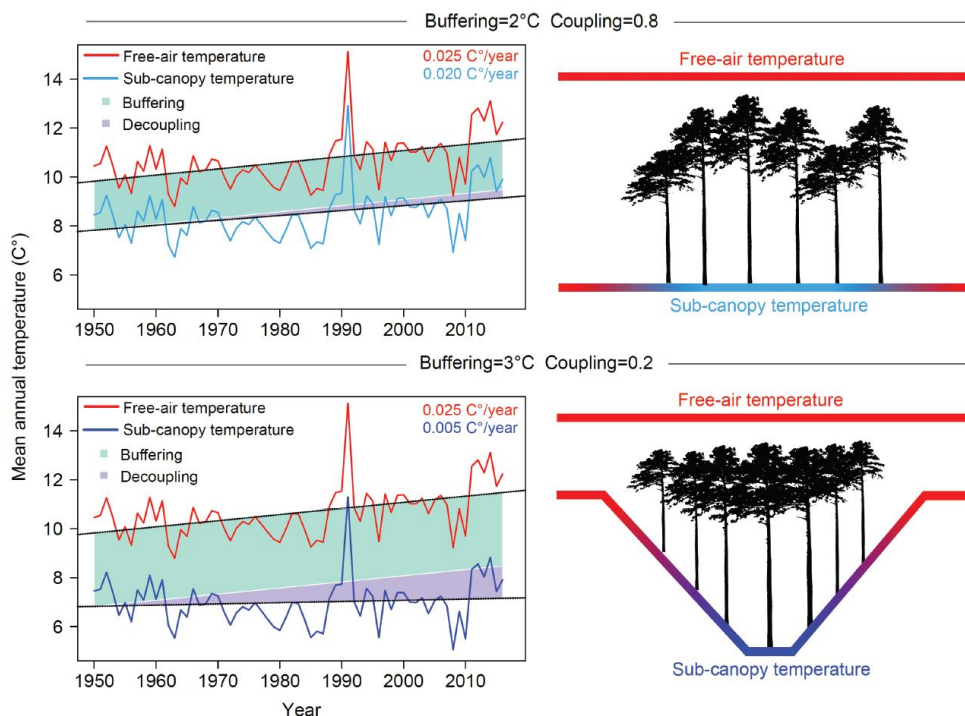 Buffering=2°C Coupling=0.8
Mean annual temperature (C°)
Free-air temperature
Sub-canopy temperature
Buffering
Decoupling
0.025 C°/year
0.020 C°/year
14
12
10
8
6
1950 1960 1970 1980 1990 2000 2010
Free-air temperature
Sub-canopy temperature
Buffering=3°C Coupling=0.2
Free-air temperature
Sub-canopy temperature
Buffering
Decoupling
0.025 C°/year
0.005 C°/year
14
12
10
8
6
1950 1960 1970 1980 1990 2000 2010
Year
Free-air temperature
Sub-canopy temperature